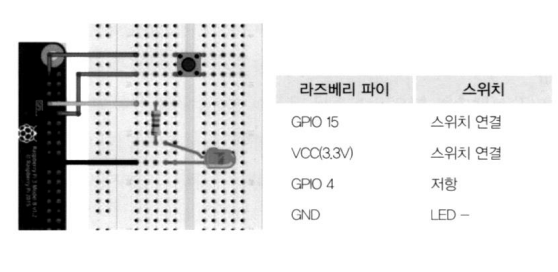 라즈베리 파이 스위치
GPIO 15 스위치 연결
VCC(3.3V) 스위치 연결
GPIO 4 저항
GND LED –